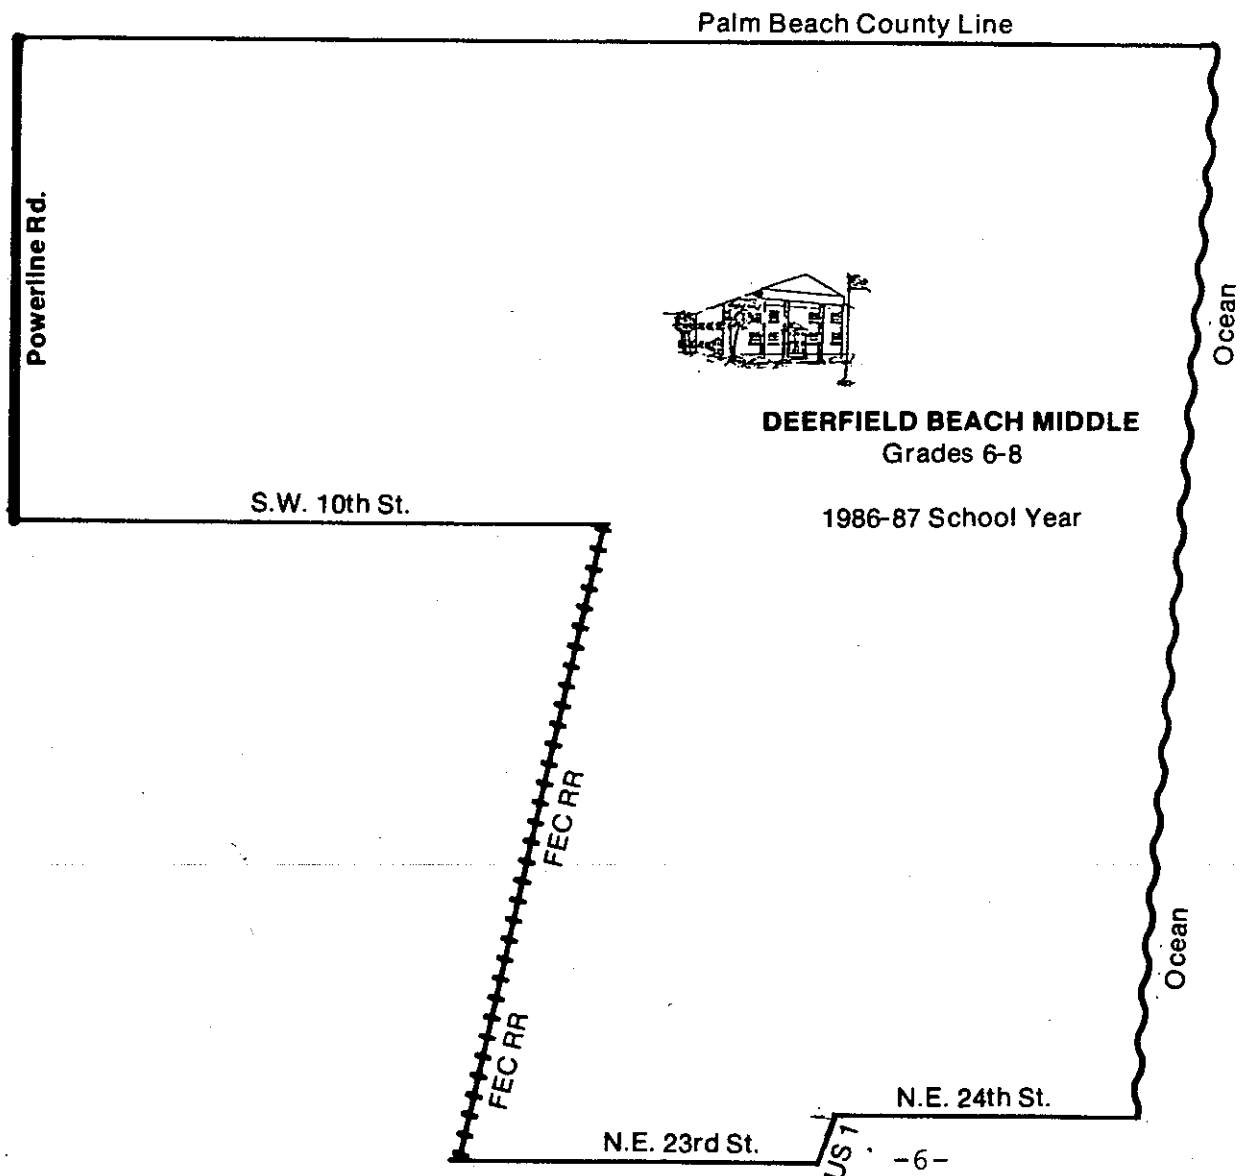 Palm Beach County Line
Powerline Rd.
Ocean
DEERFIELD BEACH MIDDLE
Grades 6-8
S.W. 10th St.
1986-87 School Year
FEC RR
Ocean
FEC RR
N.E. 24th St.
N.E. 23rd St.
US 1
-6-